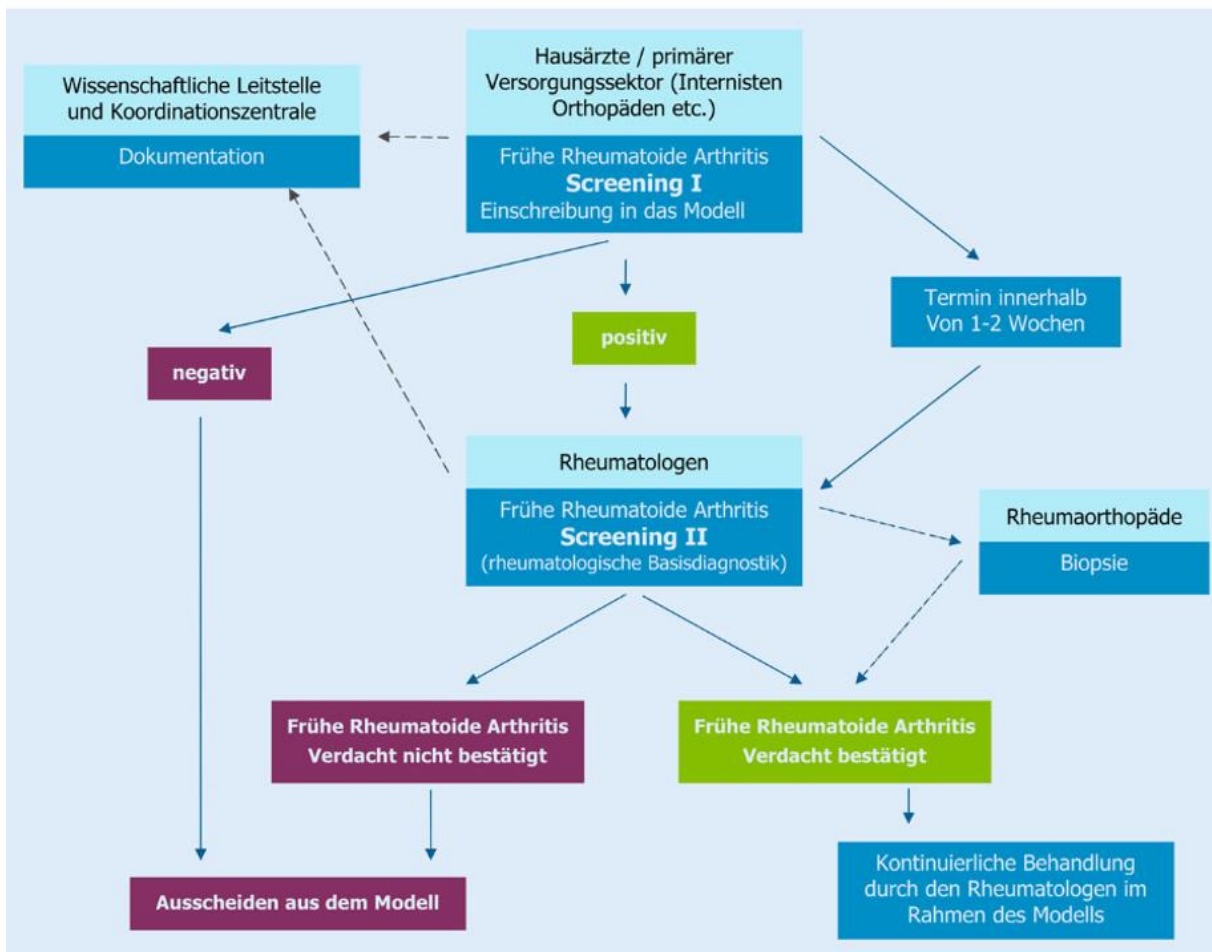 Wissenschaftliche Leitstelle
und Koordinationszentrale
Dokumentation
Hausärzte / primärer
Versorgungssektor (Internisten
Orthopäden etc.)
Frühe Rheumatoide Arthritis
Screening I
Einschreibung in das Modell
Termin innerhalb
Von 1-2 Wochen
positiv
negativ
Rheumatologen
Frühe Rheumatoide Arthritis
Screening II
(rheumatologische Basisdiagnostik)
Rheumaorthopäde
Biopsie
Frühe Rheumatoide Arthritis
Verdacht nicht bestätigt
Frühe Rheumatoide Arthritis
Verdacht bestätigt
Ausscheiden aus dem Modell
Kontinuierliche Behandlung
durch den Rheumatologen im
Rahmen des Modells